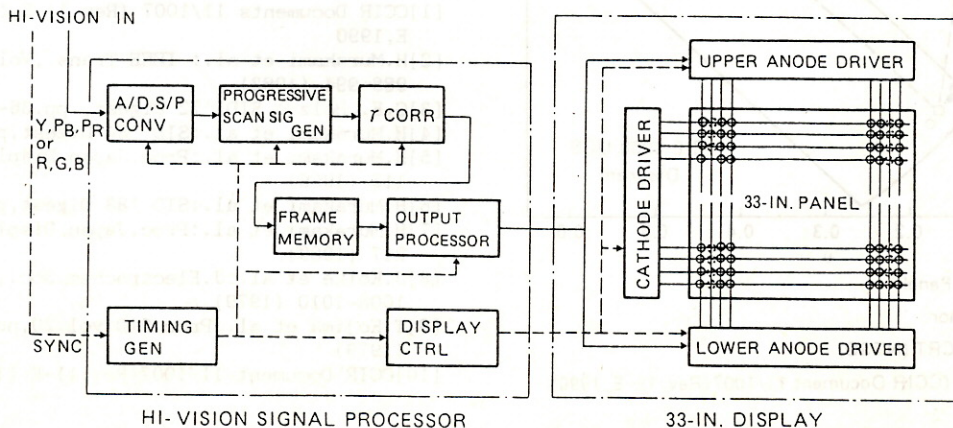 HI-VISION IN
Y,PB,PR
or
R,G,B
A/D,S/P
CONV
PROGRESSIVE
SCAN SIG
GEN
γ CORR
FRAME
MEMORY
OUTPUT
PROCESSOR
SYNC
TIMING
GEN
DISPLAY
CTRL
HI-VISION SIGNAL PROCESSOR
UPPER ANODE DRIVER
CATHODE DRIVER
33-IN. PANEL
LOWER ANODE DRIVER
33-IN. DISPLAY